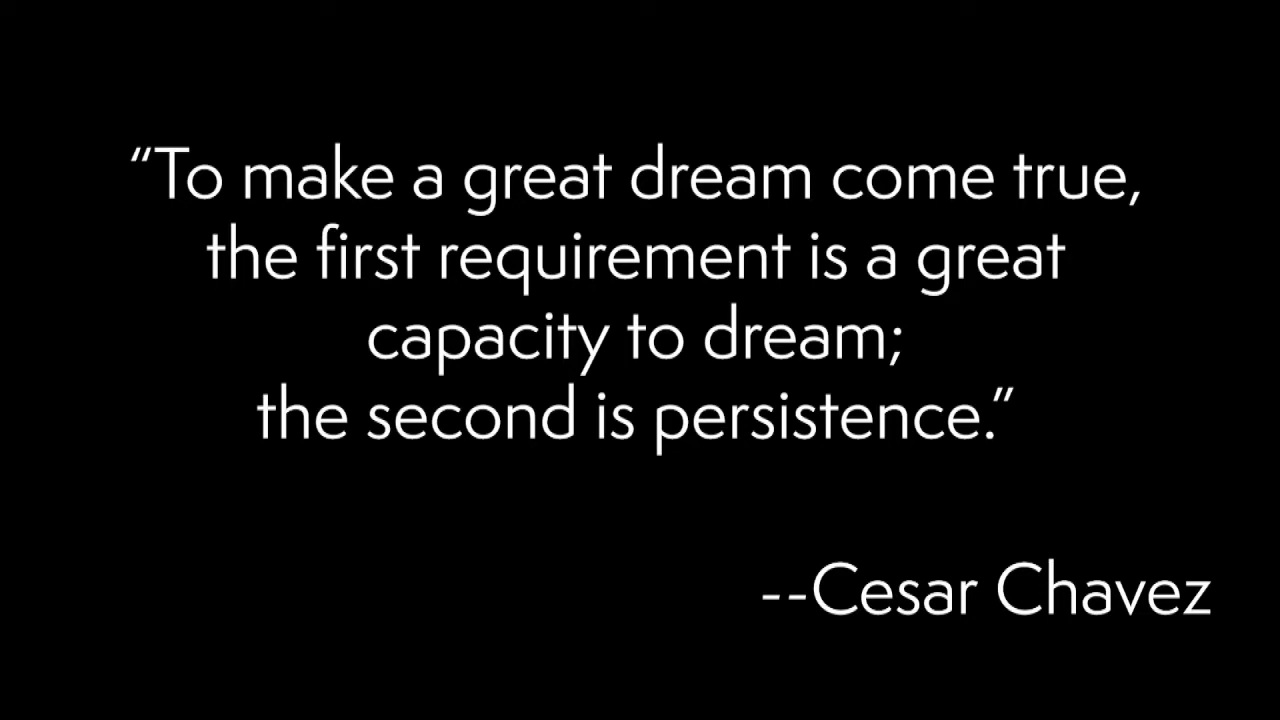 “To make a great dream come true,
the first requirement is a great
capacity to dream;
the second is persistence.”
--Cesar Chavez